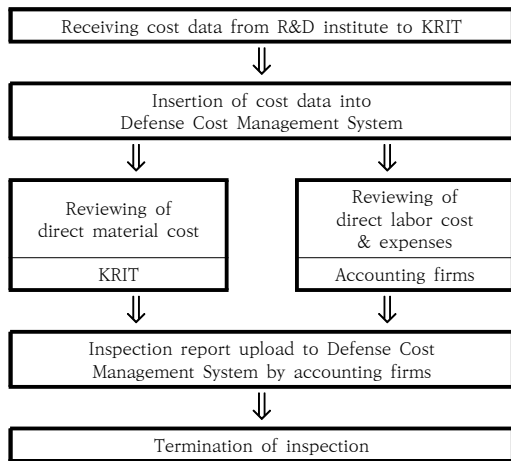 Receiving cost data from R&D institute to KRIT
Insertion of cost data into
Defense Cost Management System
Reviewing of
direct material cost
KRIT
Reviewing of
direct labor cost
& expenses
Accounting firms
Inspection report upload to Defense Cost
Management System by accounting firms
Termination of inspection